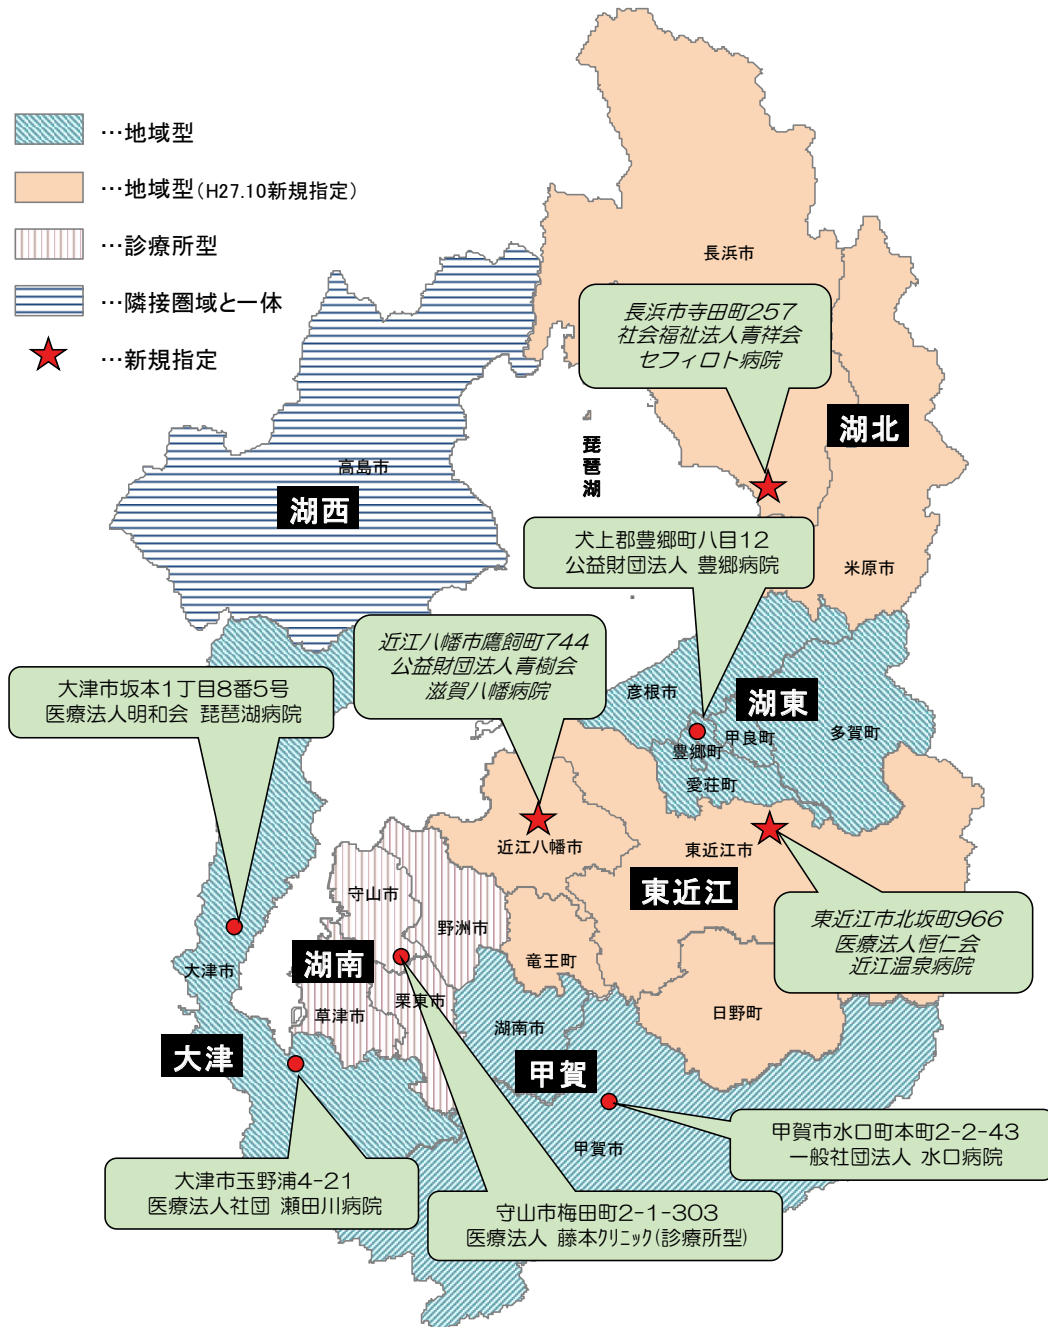 …地域型
…地域型(H27.10新規指定)
…診療所型
…隣接圏域と一体
…新規指定
長浜市
長浜市寺田町257
社会福祉法人青祥会
セフィロト病院
湖北
琵琶湖
高島市
湖西
犬上郡豊郷町八目12
公益財団法人 豊郷病院
米原市
近江八幡市鷹飼町744
公益財団法人青樹会
滋賀八幡病院
大津市坂本1丁目8番5号
医療法人明和会 琵琶湖病院
彦根市
湖東
甲良町
多賀町
豊郷町
愛荘町
近江八幡市
東近江市
東近江
守山市
野洲市
東近江市北坂町966
医療法人恒仁会
近江温泉病院
湖南
竜王町
大津市
栗東市
草津市
日野町
湖南市
大津
甲賀
甲賀市
甲賀市水口町本町2-2-43
一般社団法人 水口病院
大津市玉野浦4-21
医療法人社団 瀬田川病院
守山市梅田町2-1-303
医療法人 藤本クリニック(診療所型)